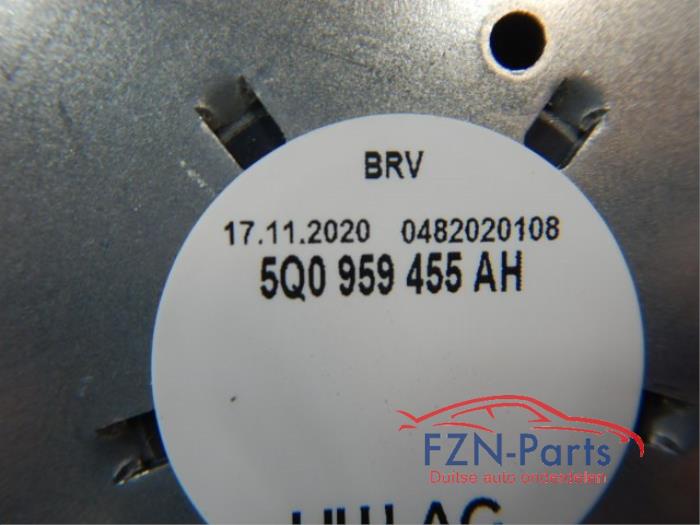 BRV
17.11.2020 0482020108
5Q0 959 455 AH
FZN-Parts
Duitse auto onderdelen